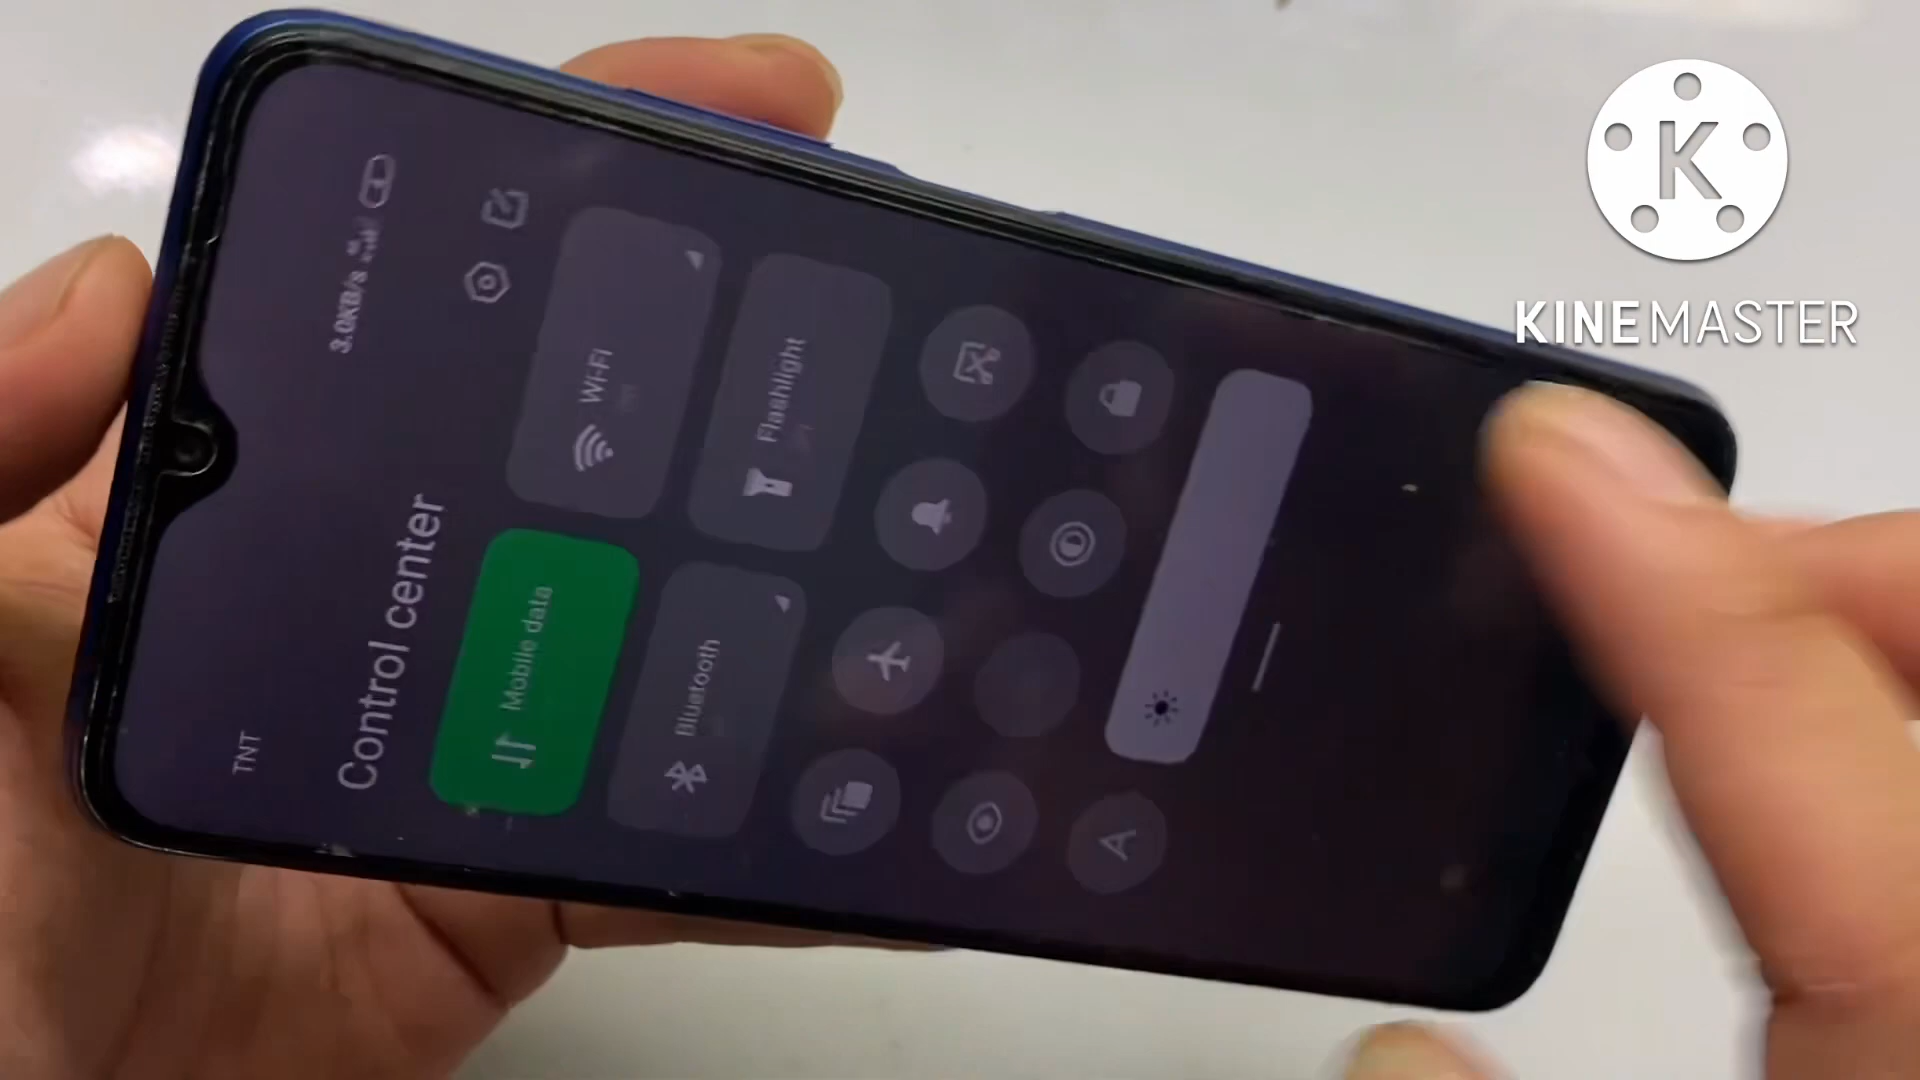 TNT
3.0KB/s
Control center
Mobile data
Wi-Fi
Bluetooth
Flashlight
A
K
KINEMASTER